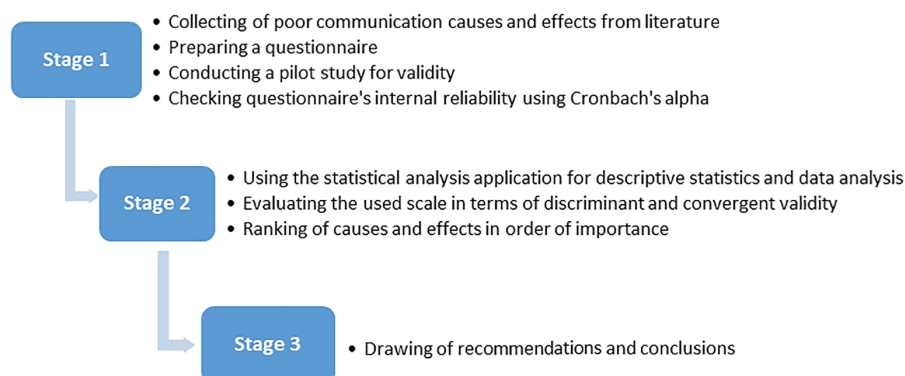 Stage 1
• Collecting of poor communication causes and effects from literature
• Preparing a questionnaire
• Conducting a pilot study for validity
• Checking questionnaire's internal reliability using Cronbach's alpha
Stage 2
• Using the statistical analysis application for descriptive statistics and data analysis
• Evaluating the used scale in terms of discriminant and convergent validity
• Ranking of causes and effects in order of importance
Stage 3
• Drawing of recommendations and conclusions